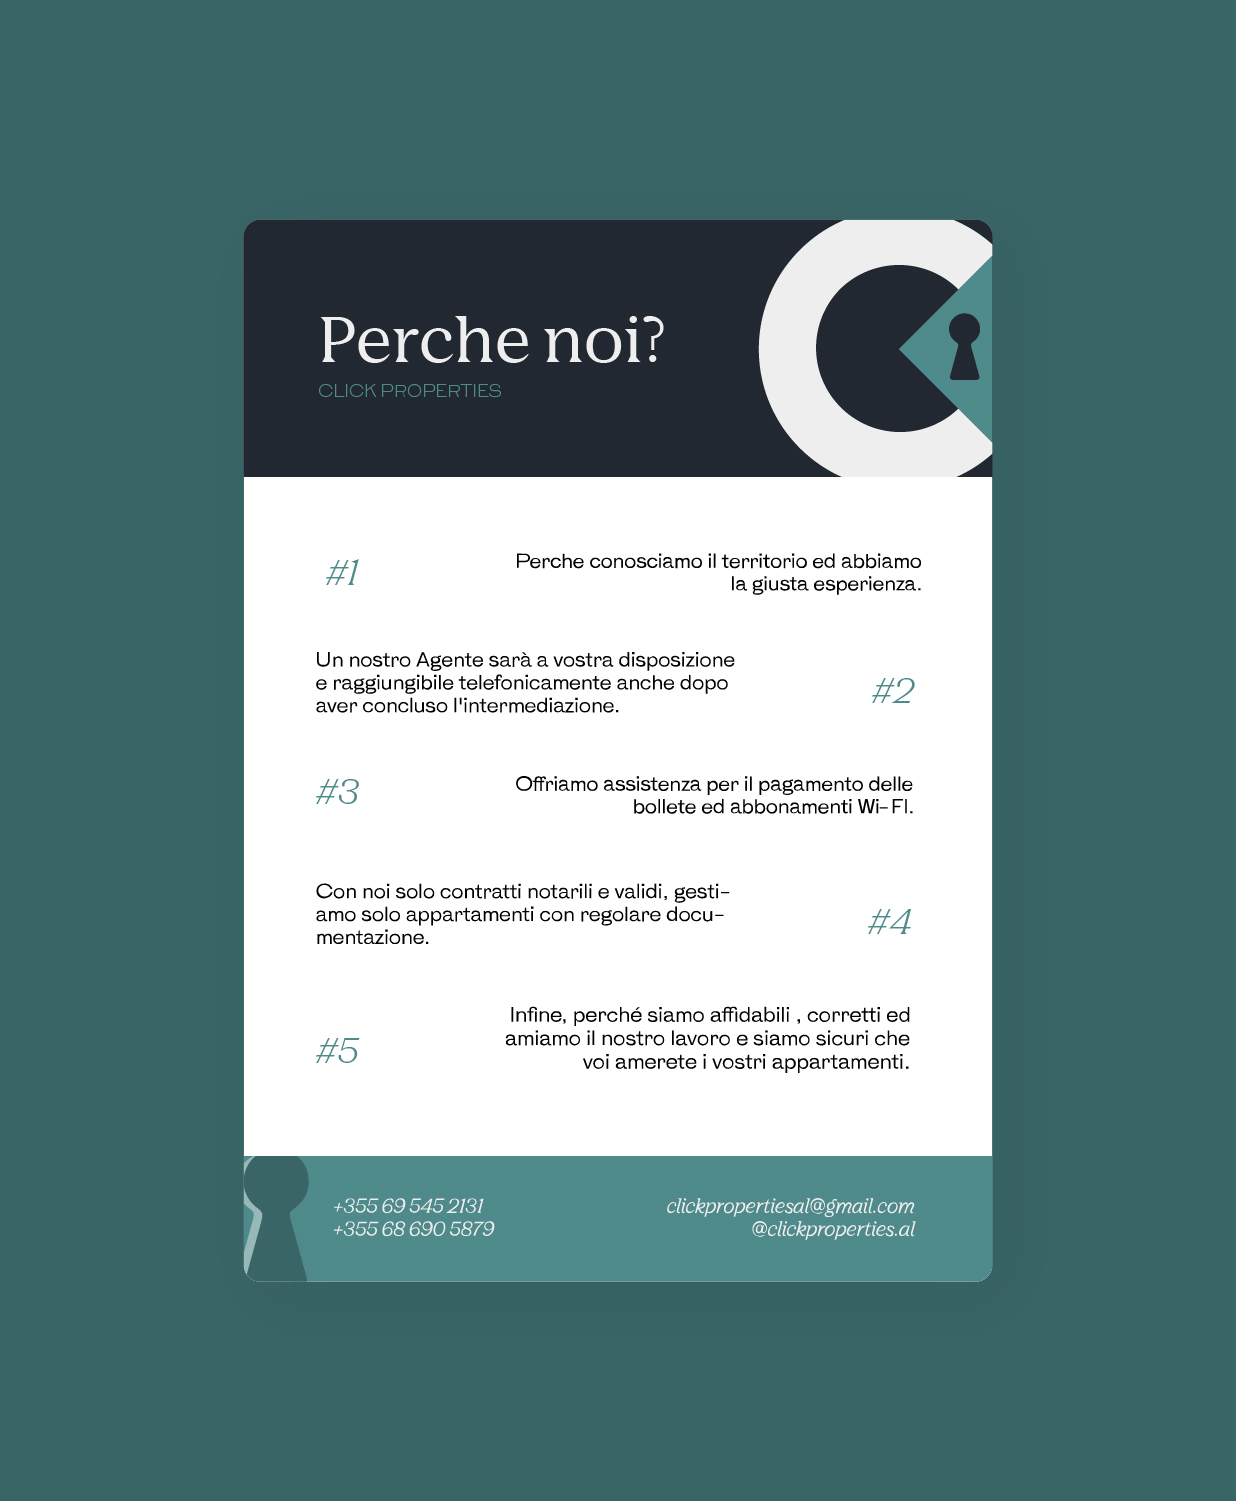 Perche noi?
CLICK PROPERTIES
#1
Perche conosciamo il territorio ed abbiamo
la giusta esperienza.
Un nostro Agente sarà a vostra disposizione
e raggiungibile telefonicamente anche dopo
aver concluso l'intermediazione.
#2
#3
Offriamo assistenza per il pagamento delle
bollete ed abbonamenti Wi-FI.
Con noi solo contratti notarili e validi, gesti-
amo solo appartamenti con regolare docu-
mentazione.
#4
#5
Infine, perché siamo affidabili , corretti ed
amiamo il nostro lavoro e siamo sicuri che
voi amerete i vostri appartamenti.
+355 69 545 2131
+355 68 690 5879
clickpropertiesal@gmail.com
@clickproperties.al